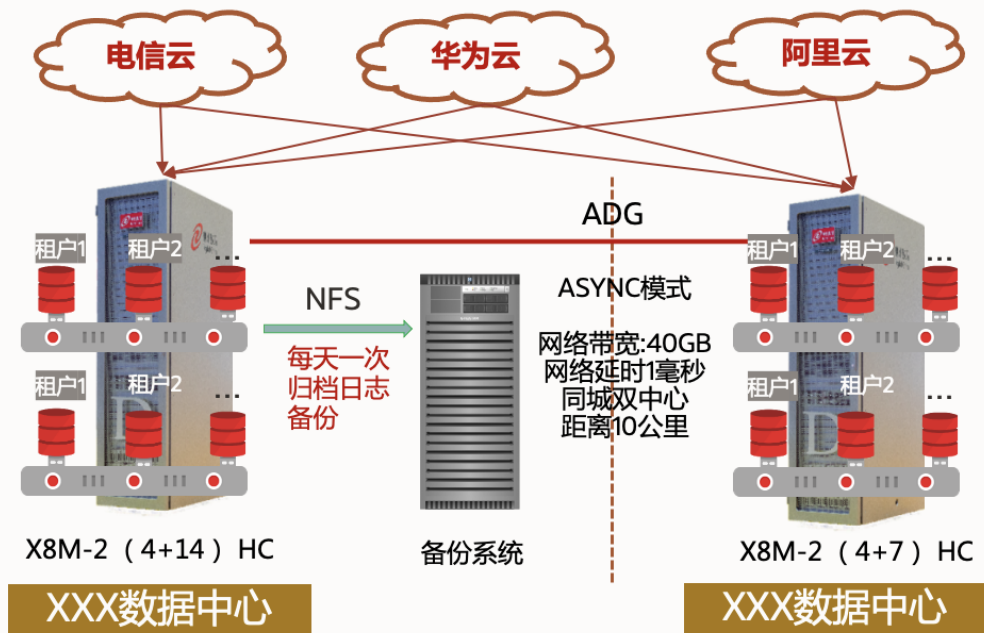 电信云
华为云
阿里云
ADG
租户1
租户2
...
租户1
租户2
...
NFS
每天一次
归档日志
备份
ASYNC模式
网络带宽:40GB
网络延时1毫秒
同城双中心
距离10公里
租户1
租户2
...
租户1
租户2
...
D
D
X8M-2（4+14）HC
备份系统
X8M-2（4+7）HC
XXX数据中心
XXX数据中心